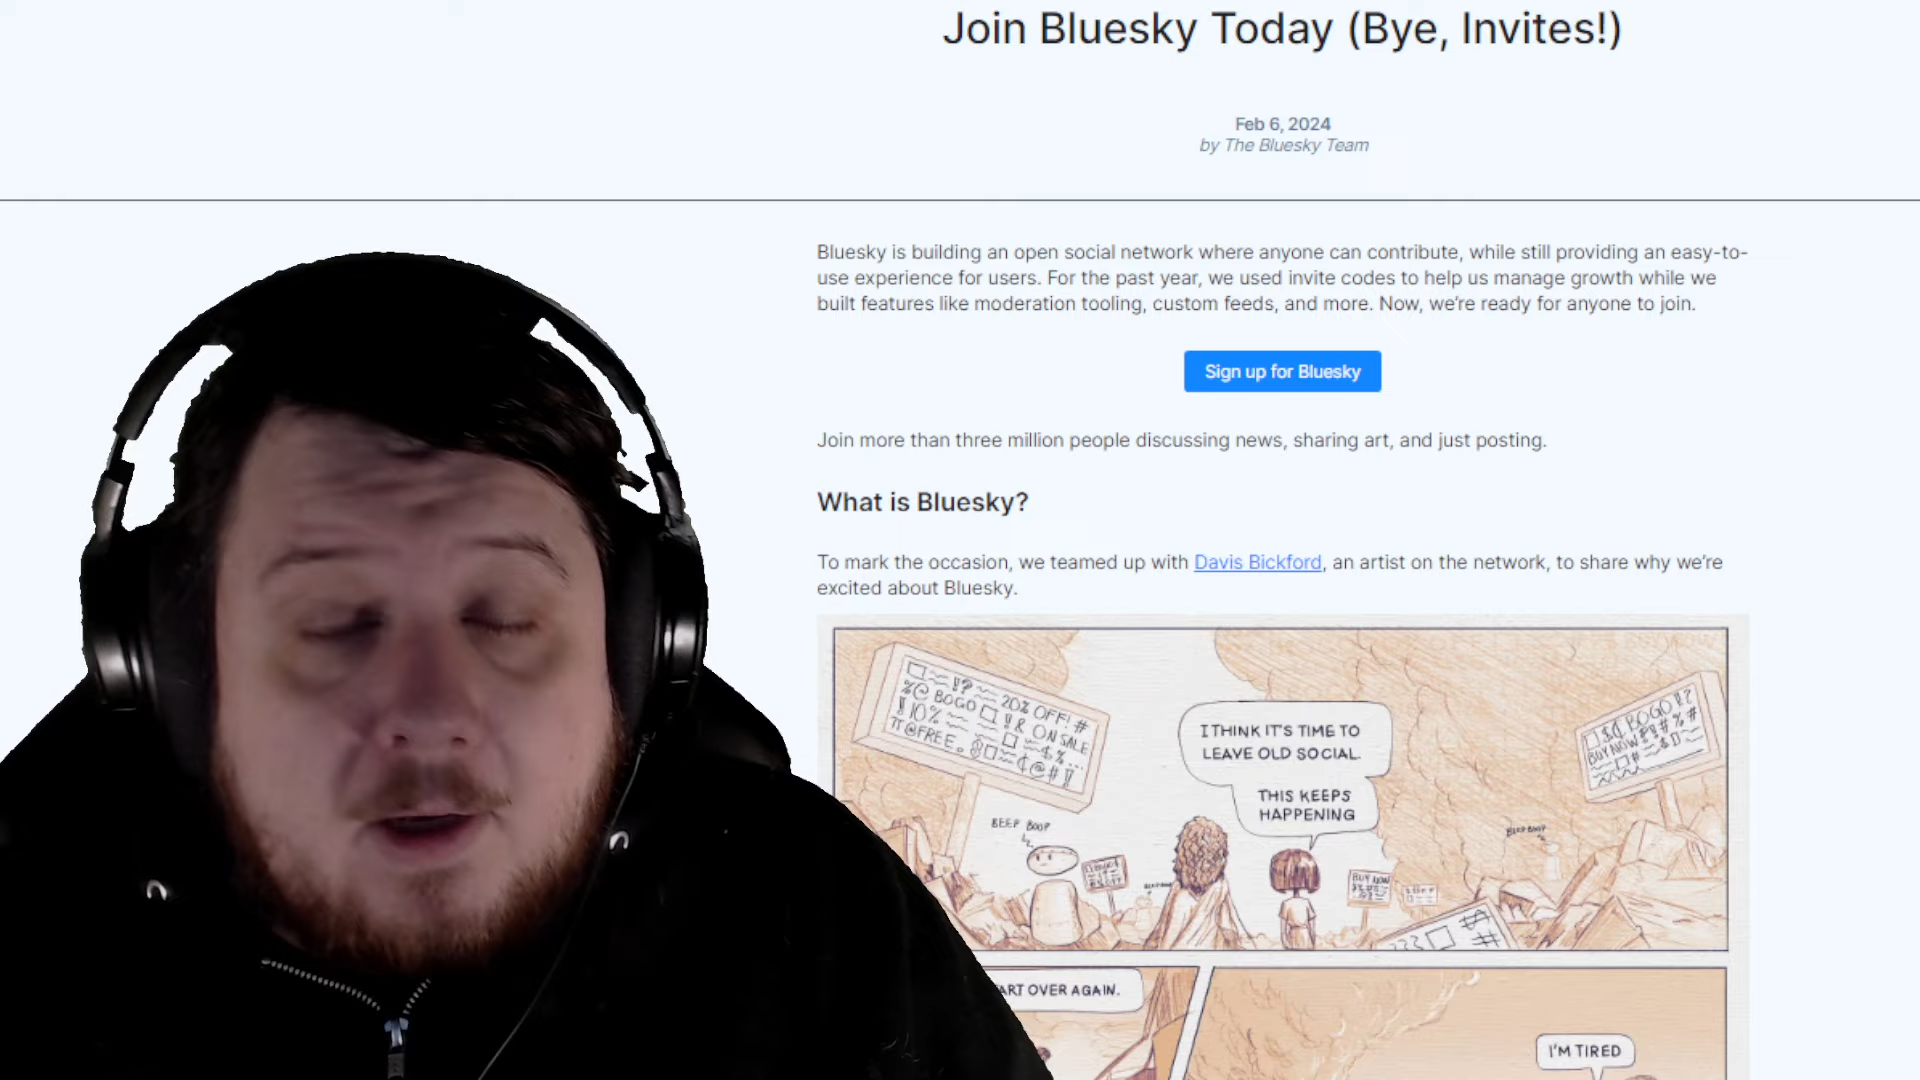 Join Bluesky Today (Bye, Invites!)
Feb 6, 2024
by The Bluesky Team
Bluesky is building an open social network where anyone can contribute, while still providing an easy-to-
use experience for users. For the past year, we used invite codes to help us manage growth while we
built features like moderation tooling, custom feeds, and more. Now, we’re ready for anyone to join.
Sign up for Bluesky
Join more than three million people discussing news, sharing art, and just posting.
What is Bluesky?
To mark the occasion, we teamed up with Davis Bickford, an artist on the network, to share why we’re
excited about Bluesky.
20% OFF! #
%@ BOGO & ON SALE
10%
@FREE
I THINK IT'S TIME TO
LEAVE OLD SOCIAL.
THIS KEEPS
HAPPENING
$¢ BOGO !?
BUY NOW
BEEP BOOP
BEEP BOOP
BUY NOW
ART OVER AGAIN.
I'M TIRED